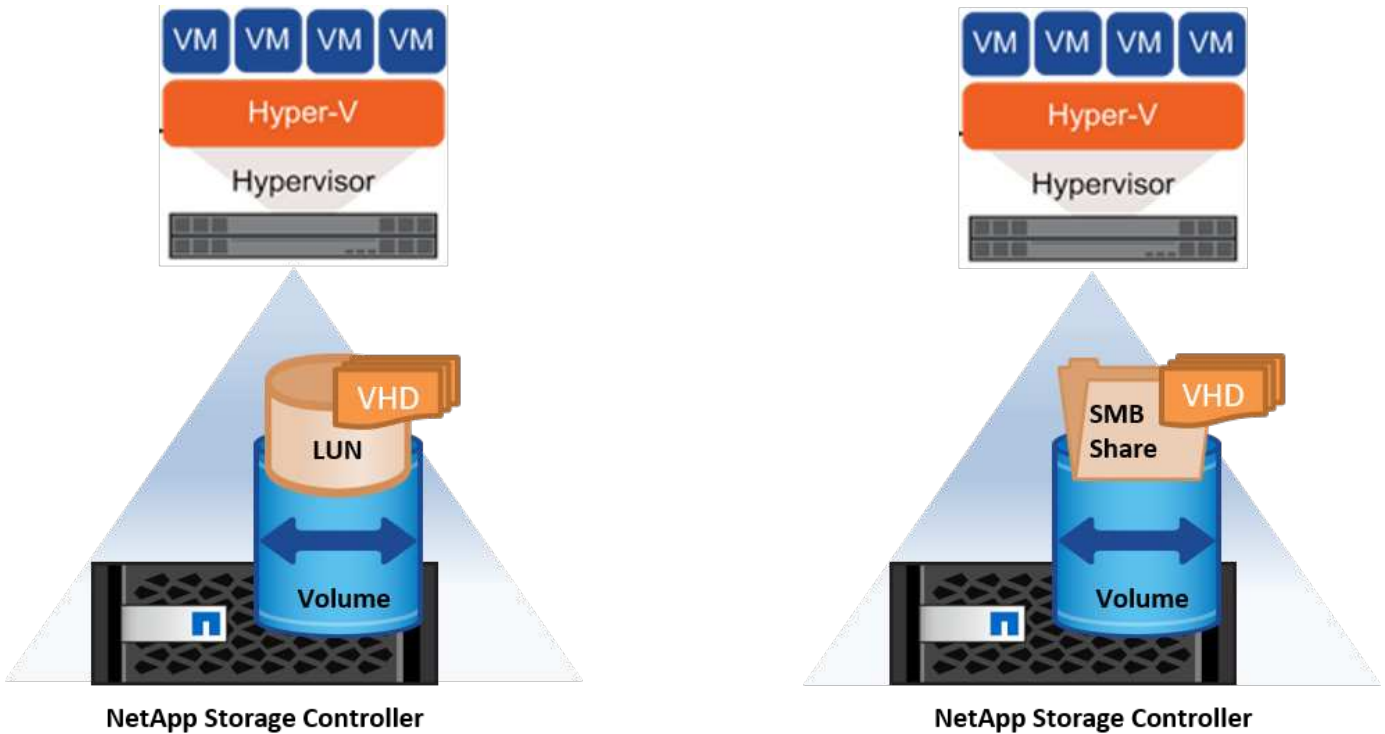 VM VM VM VM
Hyper-V
Hypervisor
VHD
LUN
Volume
NetApp Storage Controller
VM VM VM VM
Hyper-V
Hypervisor
VHD
SMB
Share
Volume
NetApp Storage Controller